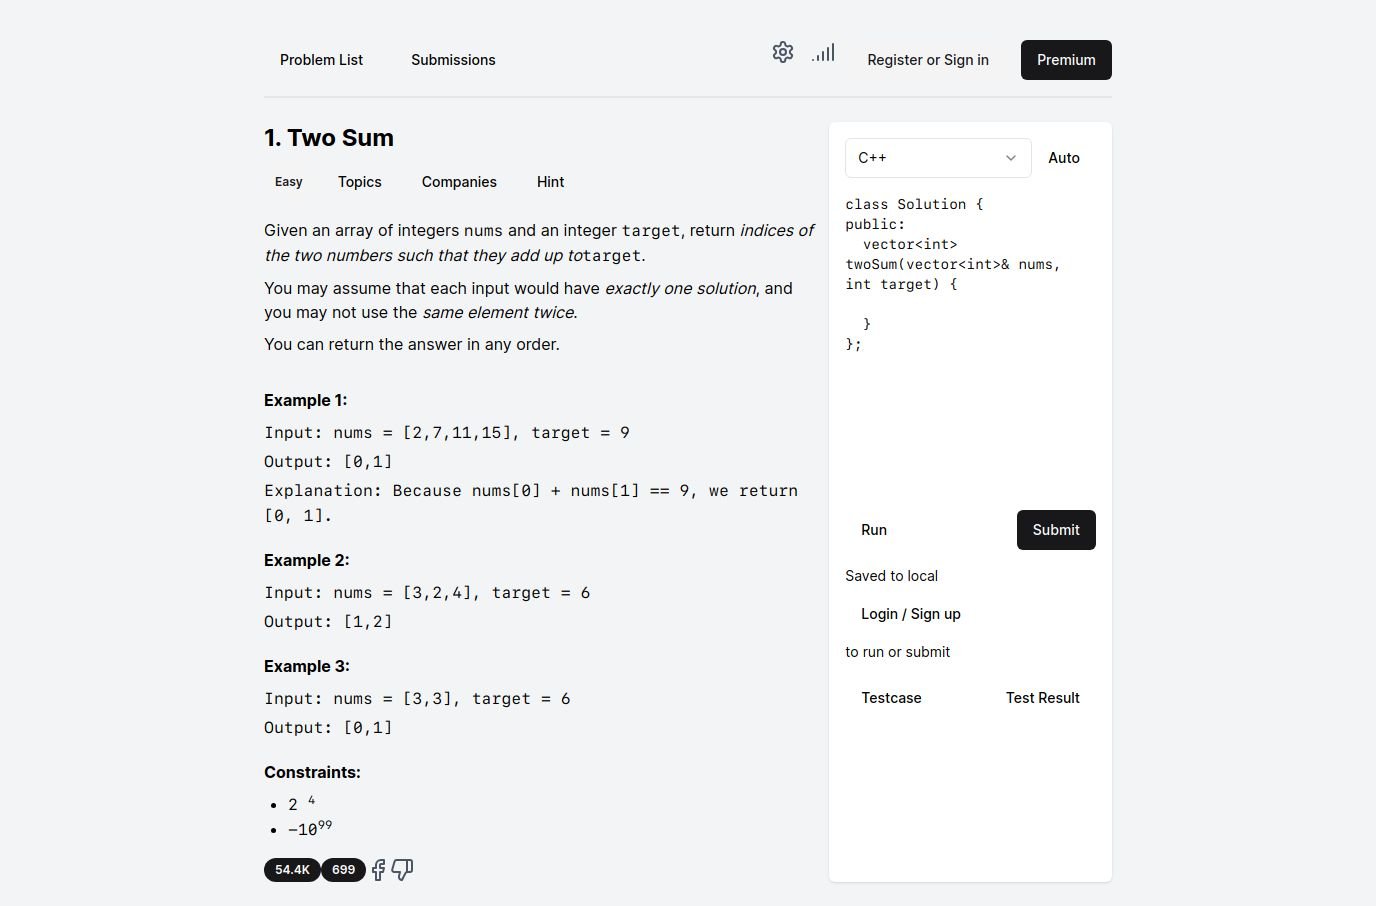 Problem List Submissions Register or Sign in Premium
1. Two Sum
Easy Topics Companies Hint
Given an array of integers nums and an integer target, return indices of
the two numbers such that they add up totarget.
You may assume that each input would have exactly one solution, and
you may not use the same element twice.
You can return the answer in any order.
Example 1:
Input: nums = [2,7,11,15], target = 9
Output: [0,1]
Explanation: Because nums[0] + nums[1] == 9, we return
[0, 1].
Example 2:
Input: nums = [3,2,4], target = 6
Output: [1,2]
Example 3:
Input: nums = [3,3], target = 6
Output: [0,1]
Constraints:
• 2 ⁴
• −10⁹⁹
54.4K 699
C++ Auto
class Solution {
public:
  vector<int>
twoSum(vector<int>& nums,
int target) {
  }
};
Run Submit
Saved to local
Login / Sign up
to run or submit
Testcase Test Result